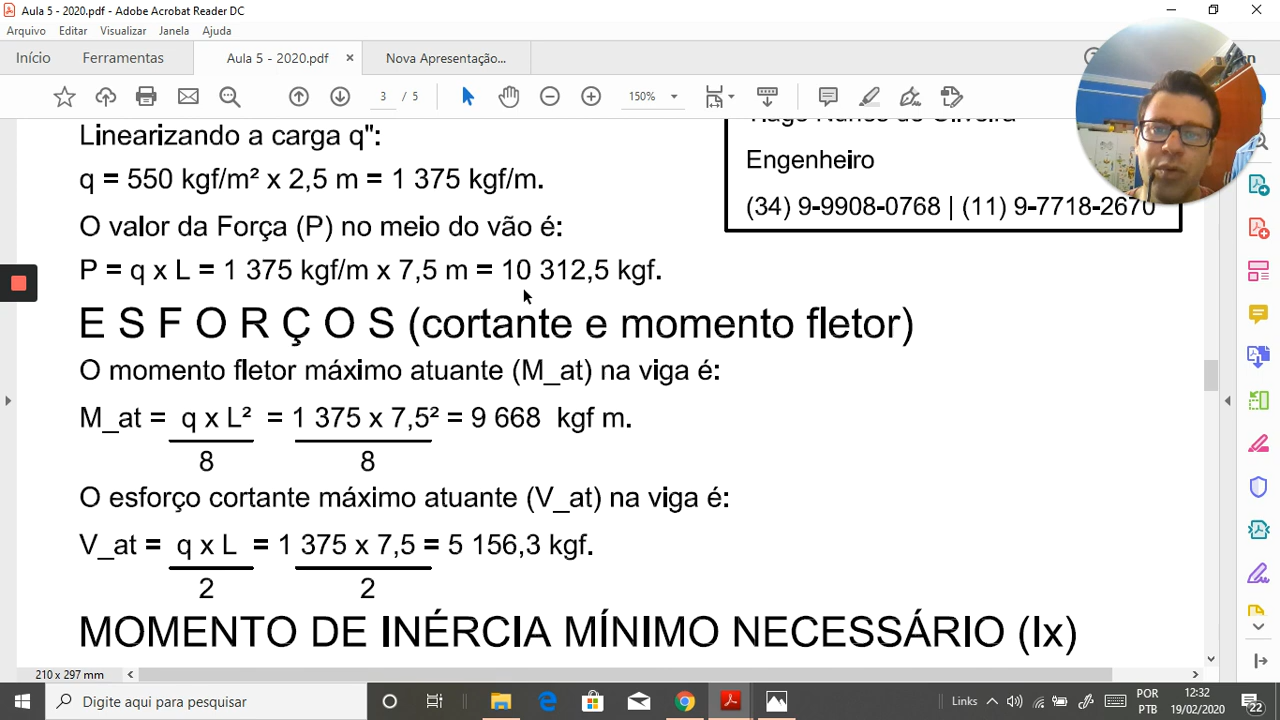 Aula 5 - 2020.pdf - Adobe Acrobat Reader DC
Arquivo Editar Visualizar Janela Ajuda
Início Ferramentas Aula 5 - 2020.pdf × Nova Apresentação...
3 / 5 150%
Linearizando a carga q":
q = 550 kgf/m² x 2,5 m = 1 375 kgf/m.
O valor da Força (P) no meio do vão é:
P = q x L = 1 375 kgf/m x 7,5 m = 10 312,5 kgf.
Engenheiro
(34) 9-9908-0768 | (11) 9-7718-2670
E S F O R Ç O S (cortante e momento fletor)
O momento fletor máximo atuante (M_at) na viga é:
M_at = q x L² = 1 375 x 7,5² = 9 668 kgf m.
8 8
O esforço cortante máximo atuante (V_at) na viga é:
V_at = q x L = 1 375 x 7,5 = 5 156,3 kgf.
2 2
MOMENTO DE INÉRCIA MÍNIMO NECESSÁRIO (Ix)
210 x 297 mm
Digite aqui para pesquisar
Links
POR
PTB
12:32
19/02/2020
22